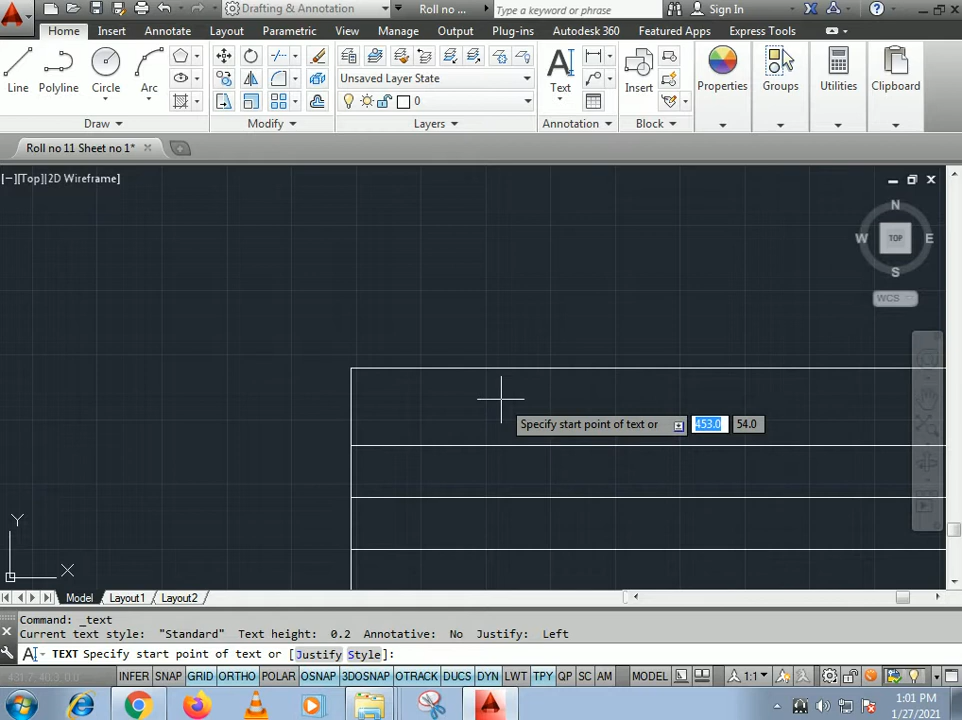 Drafting & Annotation
Roll no ...
Type a keyword or phrase
Sign In
Home Insert Annotate Layout Parametric View Manage Output Plug-ins Autodesk 360 Featured Apps Express Tools
Line Polyline Circle Arc
Unsaved Layer State
0
Text Insert Properties Groups Utilities Clipboard
Draw Modify Layers Annotation Block
Roll no 11 Sheet no 1*
[−][Top][2D Wireframe]
N
W TOP E
S
WCS
Specify start point of text or 453.0 54.0
Y
X
Model Layout1 Layout2
Command: _text
Current text style: "Standard" Text height: 0.2 Annotative: No Justify: Left
TEXT Specify start point of text or [Justify Style]:
INFER SNAP GRID ORTHO POLAR OSNAP 3DOSNAP OTRACK DUCS DYN LWT TPY QP SC AM MODEL 1:1
1:01 PM
1/27/2021